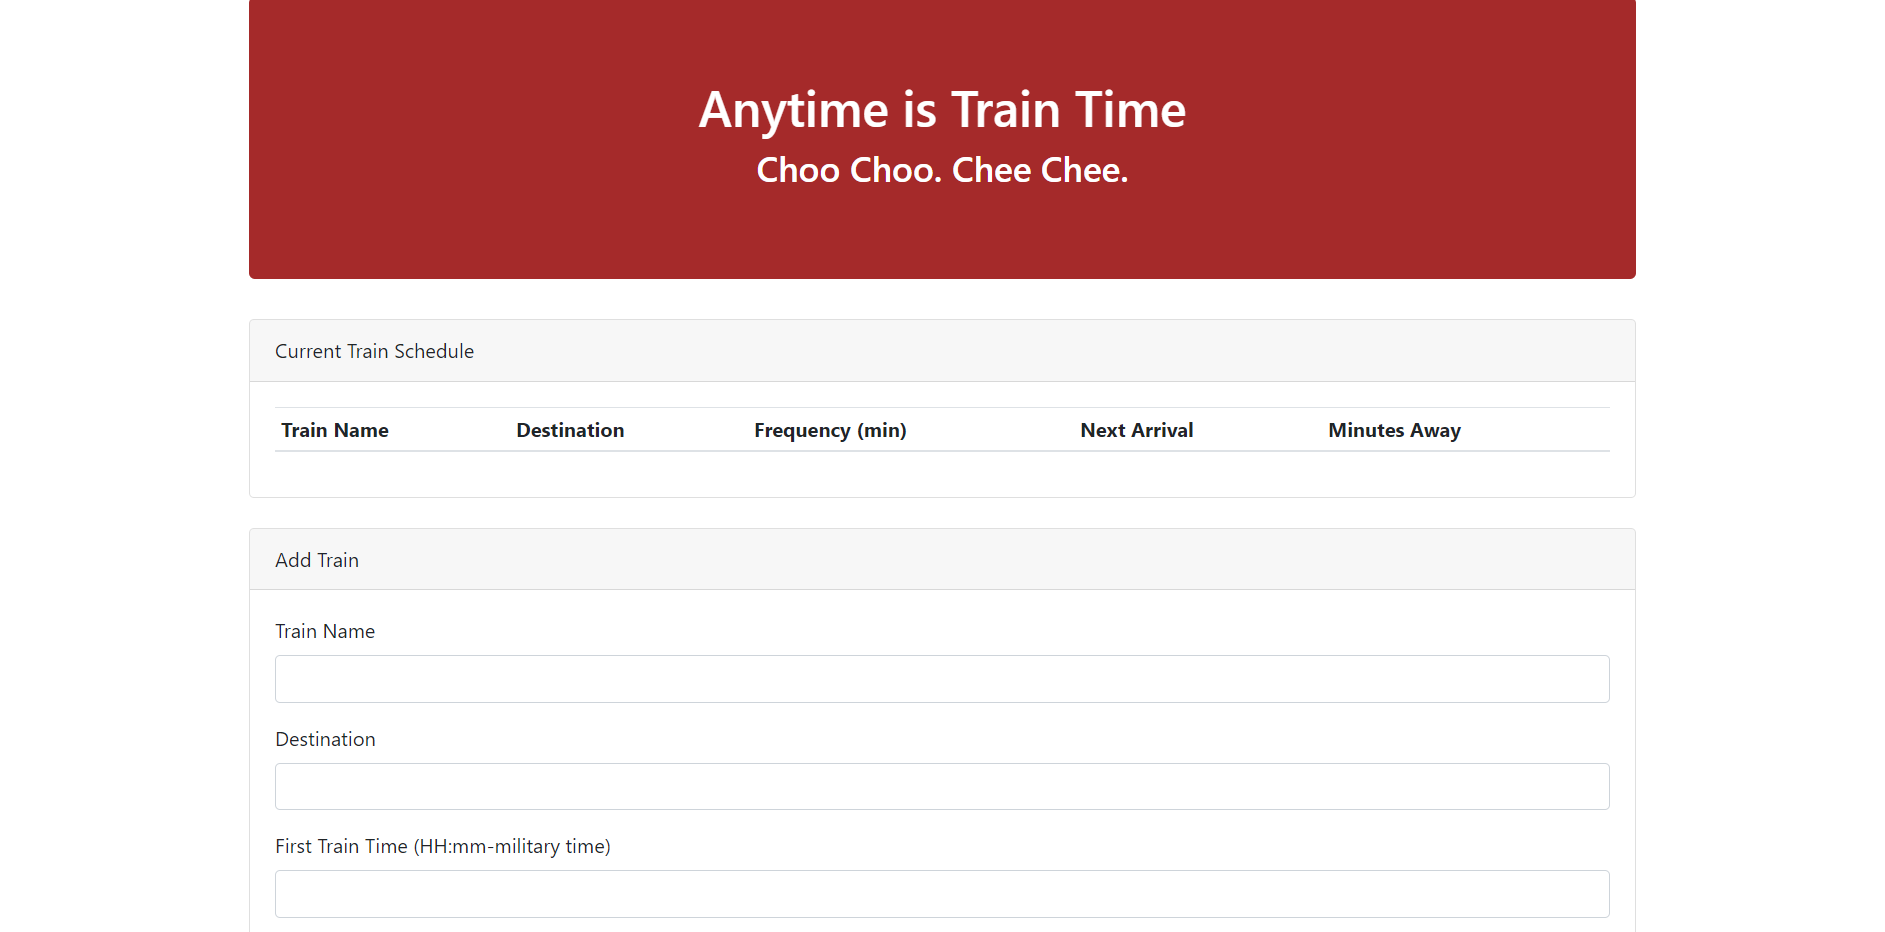 Anytime is Train Time
Choo Choo. Chee Chee.
Current Train Schedule
Train Name Destination Frequency (min) Next Arrival Minutes Away
Add Train
Train Name
Destination
First Train Time (HH:mm-military time)